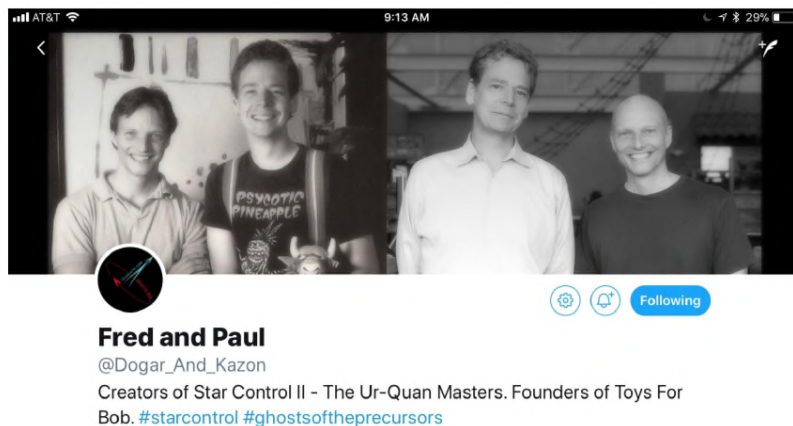 AT&T 9:13 AM 29%
PSYCOTIC
PINEAPPLE
Following
Fred and Paul
@Dogar_And_Kazon
Creators of Star Control II - The Ur-Quan Masters. Founders of Toys For
Bob. #starcontrol #ghostsoftheprecursors